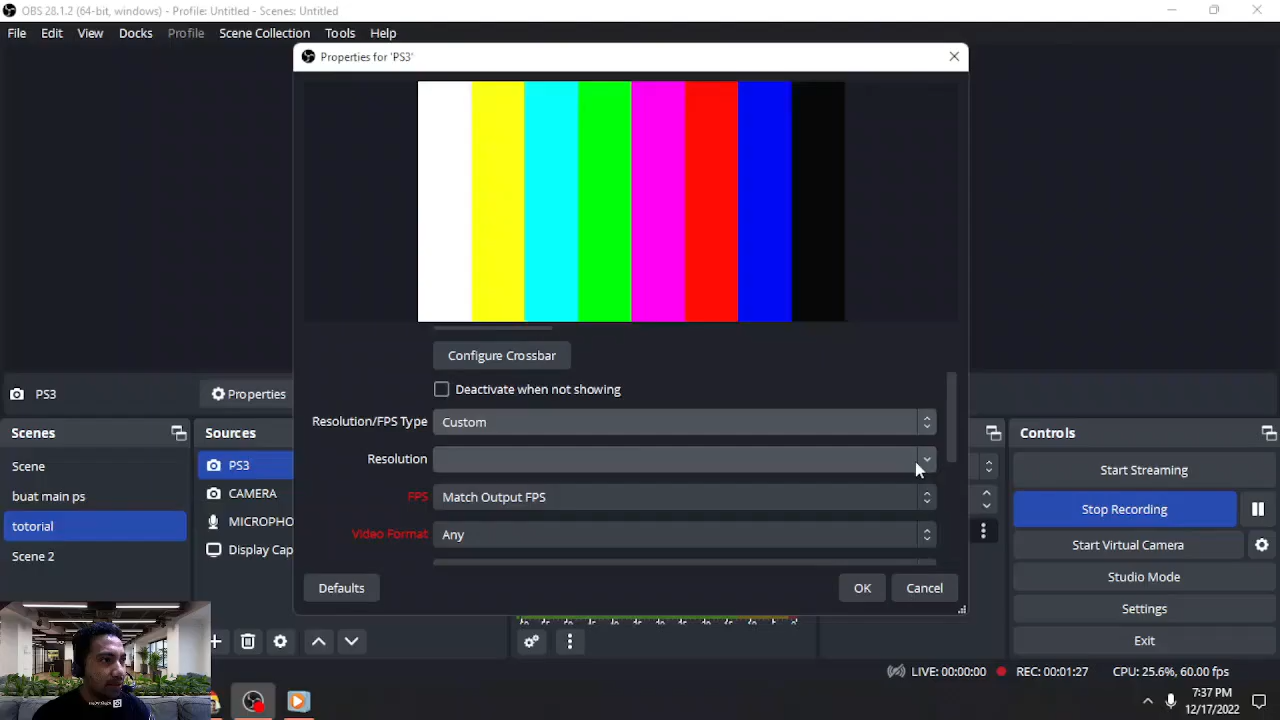 OBS 28.1.2 (64-bit, windows) - Profile: Untitled - Scenes: Untitled
File Edit View Docks Profile Scene Collection Tools Help
Properties for 'PS3'
Configure Crossbar
Deactivate when not showing
PS3 Properties
Resolution/FPS Type Custom
Scenes Sources Controls
Resolution
Scene PS3 Start Streaming
buat main ps CAMERA FPS Match Output FPS
totorial MICROPHO Video Format Any Stop Recording
Scene 2 Display Cap Start Virtual Camera
Studio Mode
Defaults OK Cancel
Settings
Exit
LIVE: 00:00:00 REC: 00:01:27 CPU: 25.6%, 60.00 fps
7:37 PM
12/17/2022